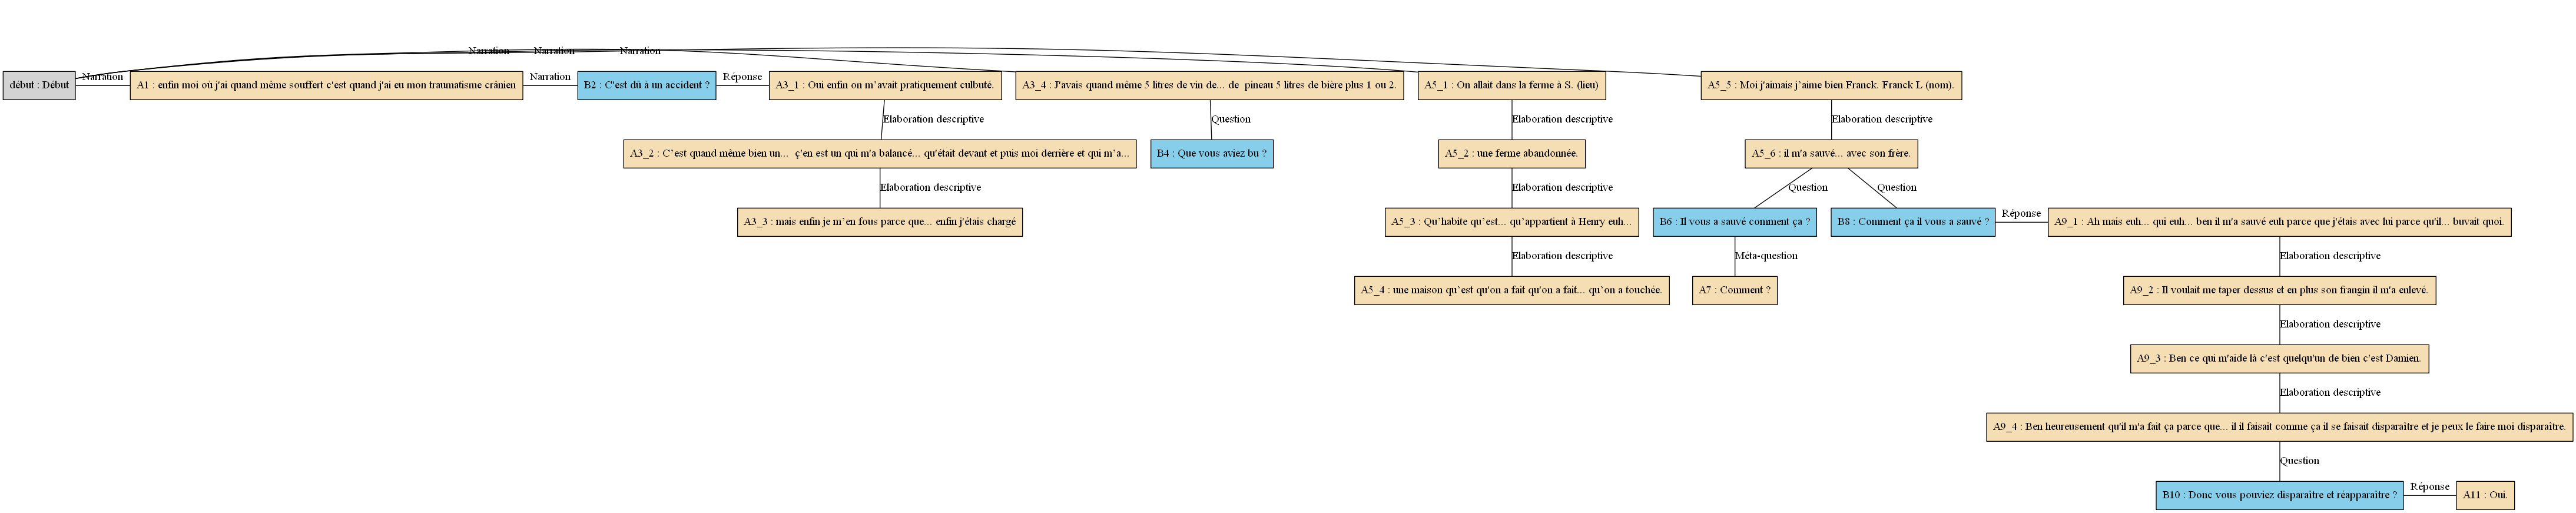 Narration Narration Narration
début : Début
Narration
A1 : enfin moi où j'ai quand même souffert c'est quand j'ai eu mon traumatisme crânien
Narration
B2 : C'est dû à un accident ?
Réponse
A3_1 : Oui enfin on m’avait pratiquement culbuté.
A3_4 : J'avais quand même 5 litres de vin de... de  pineau 5 litres de bière plus 1 ou 2.
A5_1 : On allait dans la ferme à S. (lieu)
A5_5 : Moi j'aimais j’aime bien Franck. Franck L (nom).
Elaboration descriptive
Question
Elaboration descriptive
Elaboration descriptive
A3_2 : C’est quand même bien un...  ç'en est un qui m'a balancé... qu'était devant et puis moi derrière et qui m’a...
B4 : Que vous aviez bu ?
A5_2 : une ferme abandonnée.
A5_6 : il m'a sauvé... avec son frère.
Elaboration descriptive
Elaboration descriptive
Question
Question
A3_3 : mais enfin je m’en fous parce que... enfin j'étais chargé
A5_3 : Qu’habite qu’est... qu’appartient à Henry euh...
B6 : Il vous a sauvé comment ça ?
B8 : Comment ça il vous a sauvé ?
Réponse
A9_1 : Ah mais euh... qui euh... ben il m'a sauvé euh parce que j'étais avec lui parce qu'il... buvait quoi.
Elaboration descriptive
Méta-question
Elaboration descriptive
A5_4 : une maison qu’est qu'on a fait qu'on a fait... qu’on a touchée.
A7 : Comment ?
A9_2 : Il voulait me taper dessus et en plus son frangin il m'a enlevé.
Elaboration descriptive
A9_3 : Ben ce qui m'aide là c'est quelqu'un de bien c'est Damien.
Elaboration descriptive
A9_4 : Ben heureusement qu'il m'a fait ça parce que... il il faisait comme ça il se faisait disparaître et je peux le faire moi disparaître.
Question
B10 : Donc vous pouviez disparaître et réapparaître ?
Réponse
A11 : Oui.